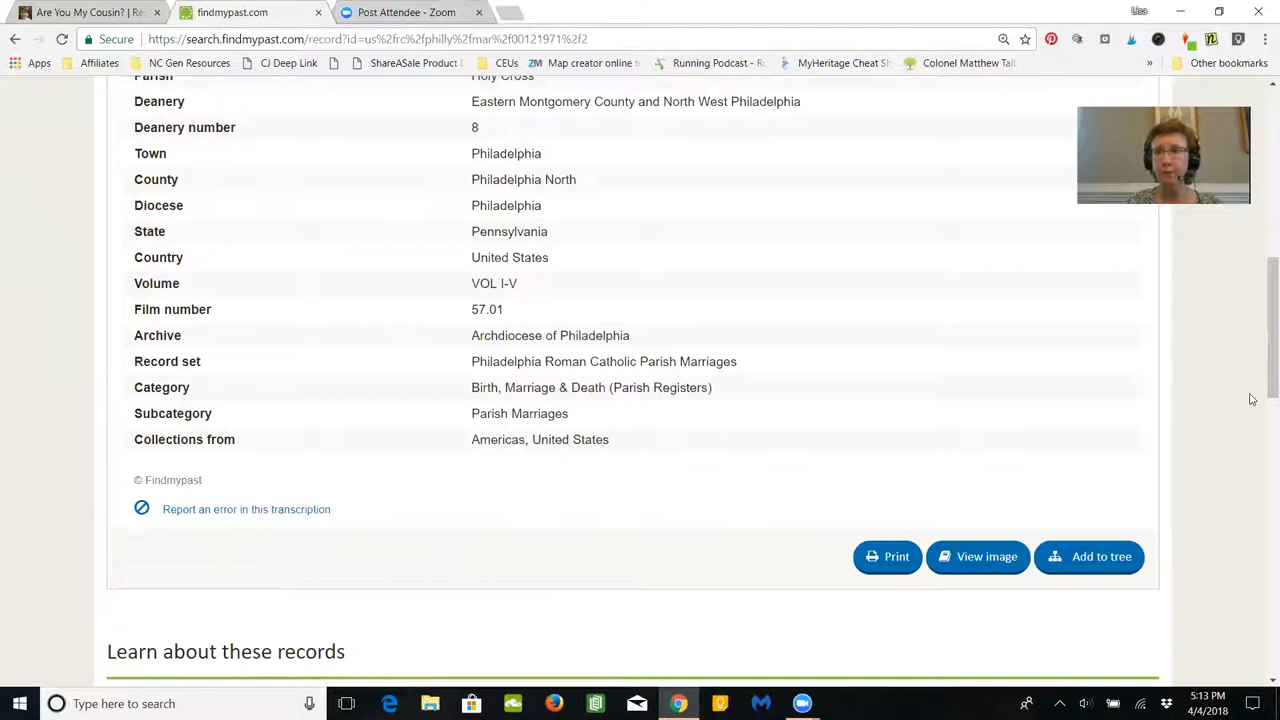 Are You My Cousin? | Re
findmypast.com
Post Attendee - Zoom
Lisa
Secure https://search.findmypast.com/record?id=us%2frc%2fphilly%2fmar%2f00121971%2f2
Apps Affiliates NC Gen Resources CJ Deep Link ShareASale Product CEUs Map creator online Running Podcast - R MyHeritage Cheat S Colonel Matthew Talb » Other bookmarks
Parish Holy Cross
Deanery Eastern Montgomery County and North West Philadelphia
Deanery number 8
Town Philadelphia
County Philadelphia North
Diocese Philadelphia
State Pennsylvania
Country United States
Volume VOL I-V
Film number 57.01
Archive Archdiocese of Philadelphia
Record set Philadelphia Roman Catholic Parish Marriages
Category Birth, Marriage & Death (Parish Registers)
Subcategory Parish Marriages
Collections from Americas, United States
© Findmypast
Report an error in this transcription
Print View image Add to tree
Learn about these records
Type here to search
5:13 PM
4/4/2018